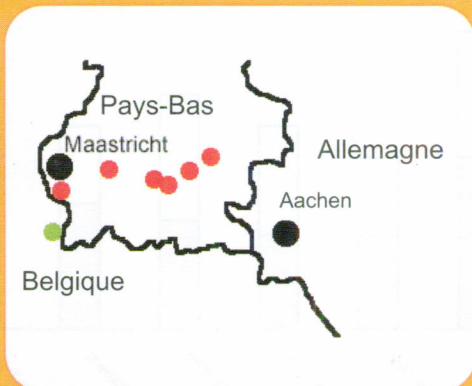 Pays-Bas
Maastricht
Allemagne
Aachen
Belgique